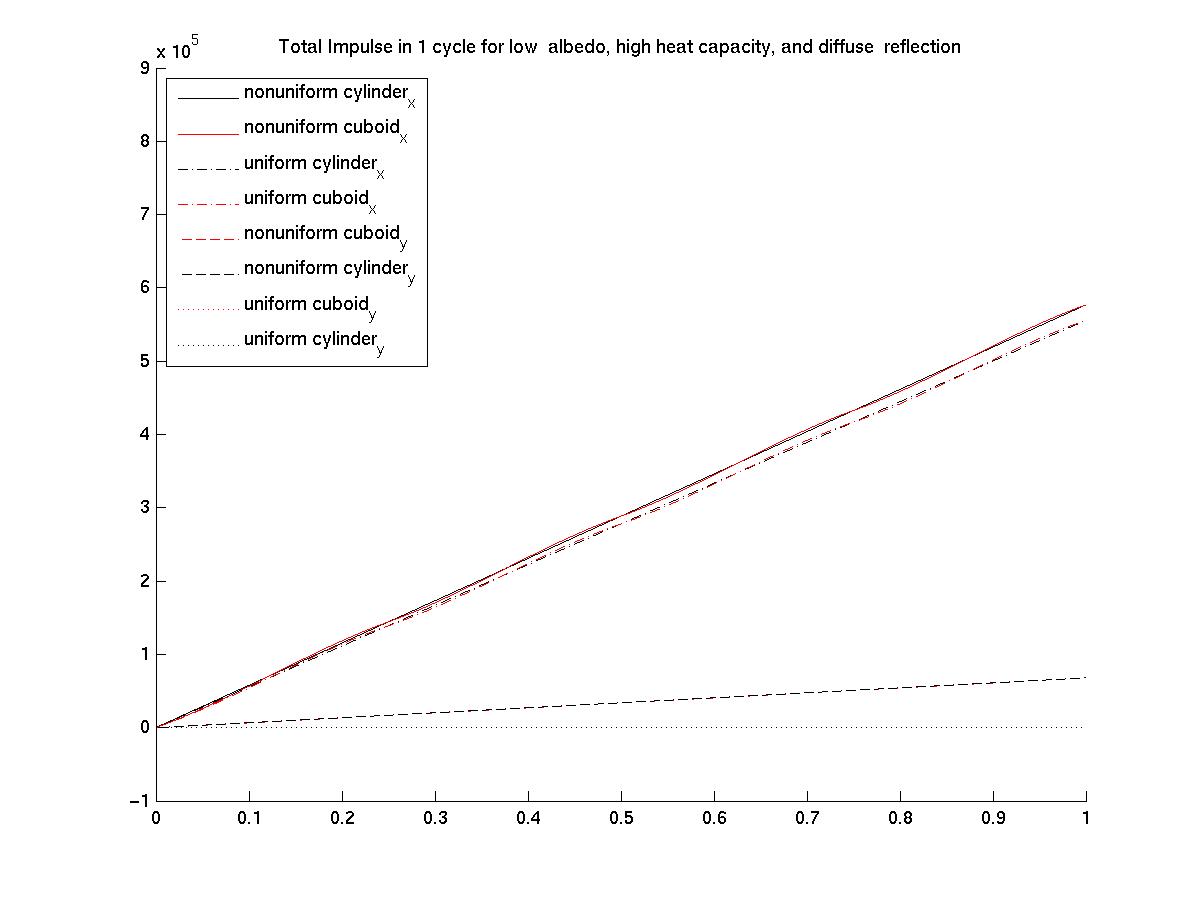 Total Impulse in 1 cycle for low albedo, high heat capacity, and diffuse reflection
x 10^5
9
8
7
6
5
4
3
2
1
0
−1
nonuniform cylinder_x
nonuniform cuboid_x
uniform cylinder_x
uniform cuboid_x
nonuniform cuboid_y
nonuniform cylinder_y
uniform cuboid_y
uniform cylinder_y
0 0.1 0.2 0.3 0.4 0.5 0.6 0.7 0.8 0.9 1